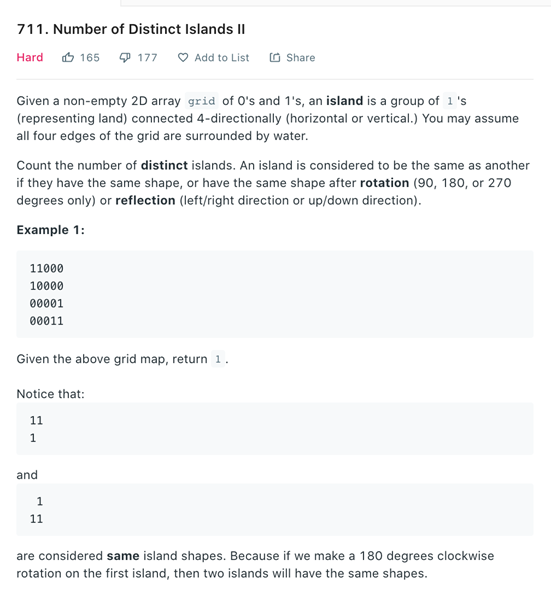 711. Number of Distinct Islands II
Hard 165 177 Add to List Share
Given a non-empty 2D array grid of 0's and 1's, an island is a group of 1 's
(representing land) connected 4-directionally (horizontal or vertical.) You may assume
all four edges of the grid are surrounded by water.
Count the number of distinct islands. An island is considered to be the same as another
if they have the same shape, or have the same shape after rotation (90, 180, or 270
degrees only) or reflection (left/right direction or up/down direction).
Example 1:
11000
10000
00001
00011
Given the above grid map, return 1 .
Notice that:
11
1
and
 1
11
are considered same island shapes. Because if we make a 180 degrees clockwise
rotation on the first island, then two islands will have the same shapes.